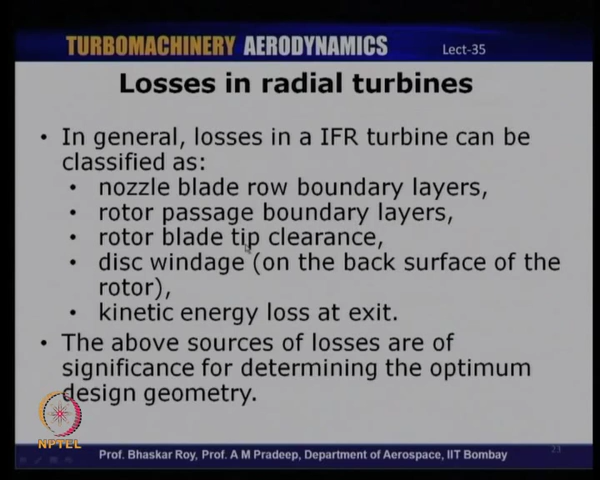 TURBOMACHINERY AERODYNAMICS Lect-35
Losses in radial turbines
• In general, losses in a IFR turbine can be
classified as:
• nozzle blade row boundary layers,
• rotor passage boundary layers,
• rotor blade tip clearance,
• disc windage (on the back surface of the
rotor),
• kinetic energy loss at exit.
• The above sources of losses are of
significance for determining the optimum
design geometry.
NPTEL
Prof. Bhaskar Roy, Prof. A M Pradeep, Department of Aerospace, IIT Bombay
23